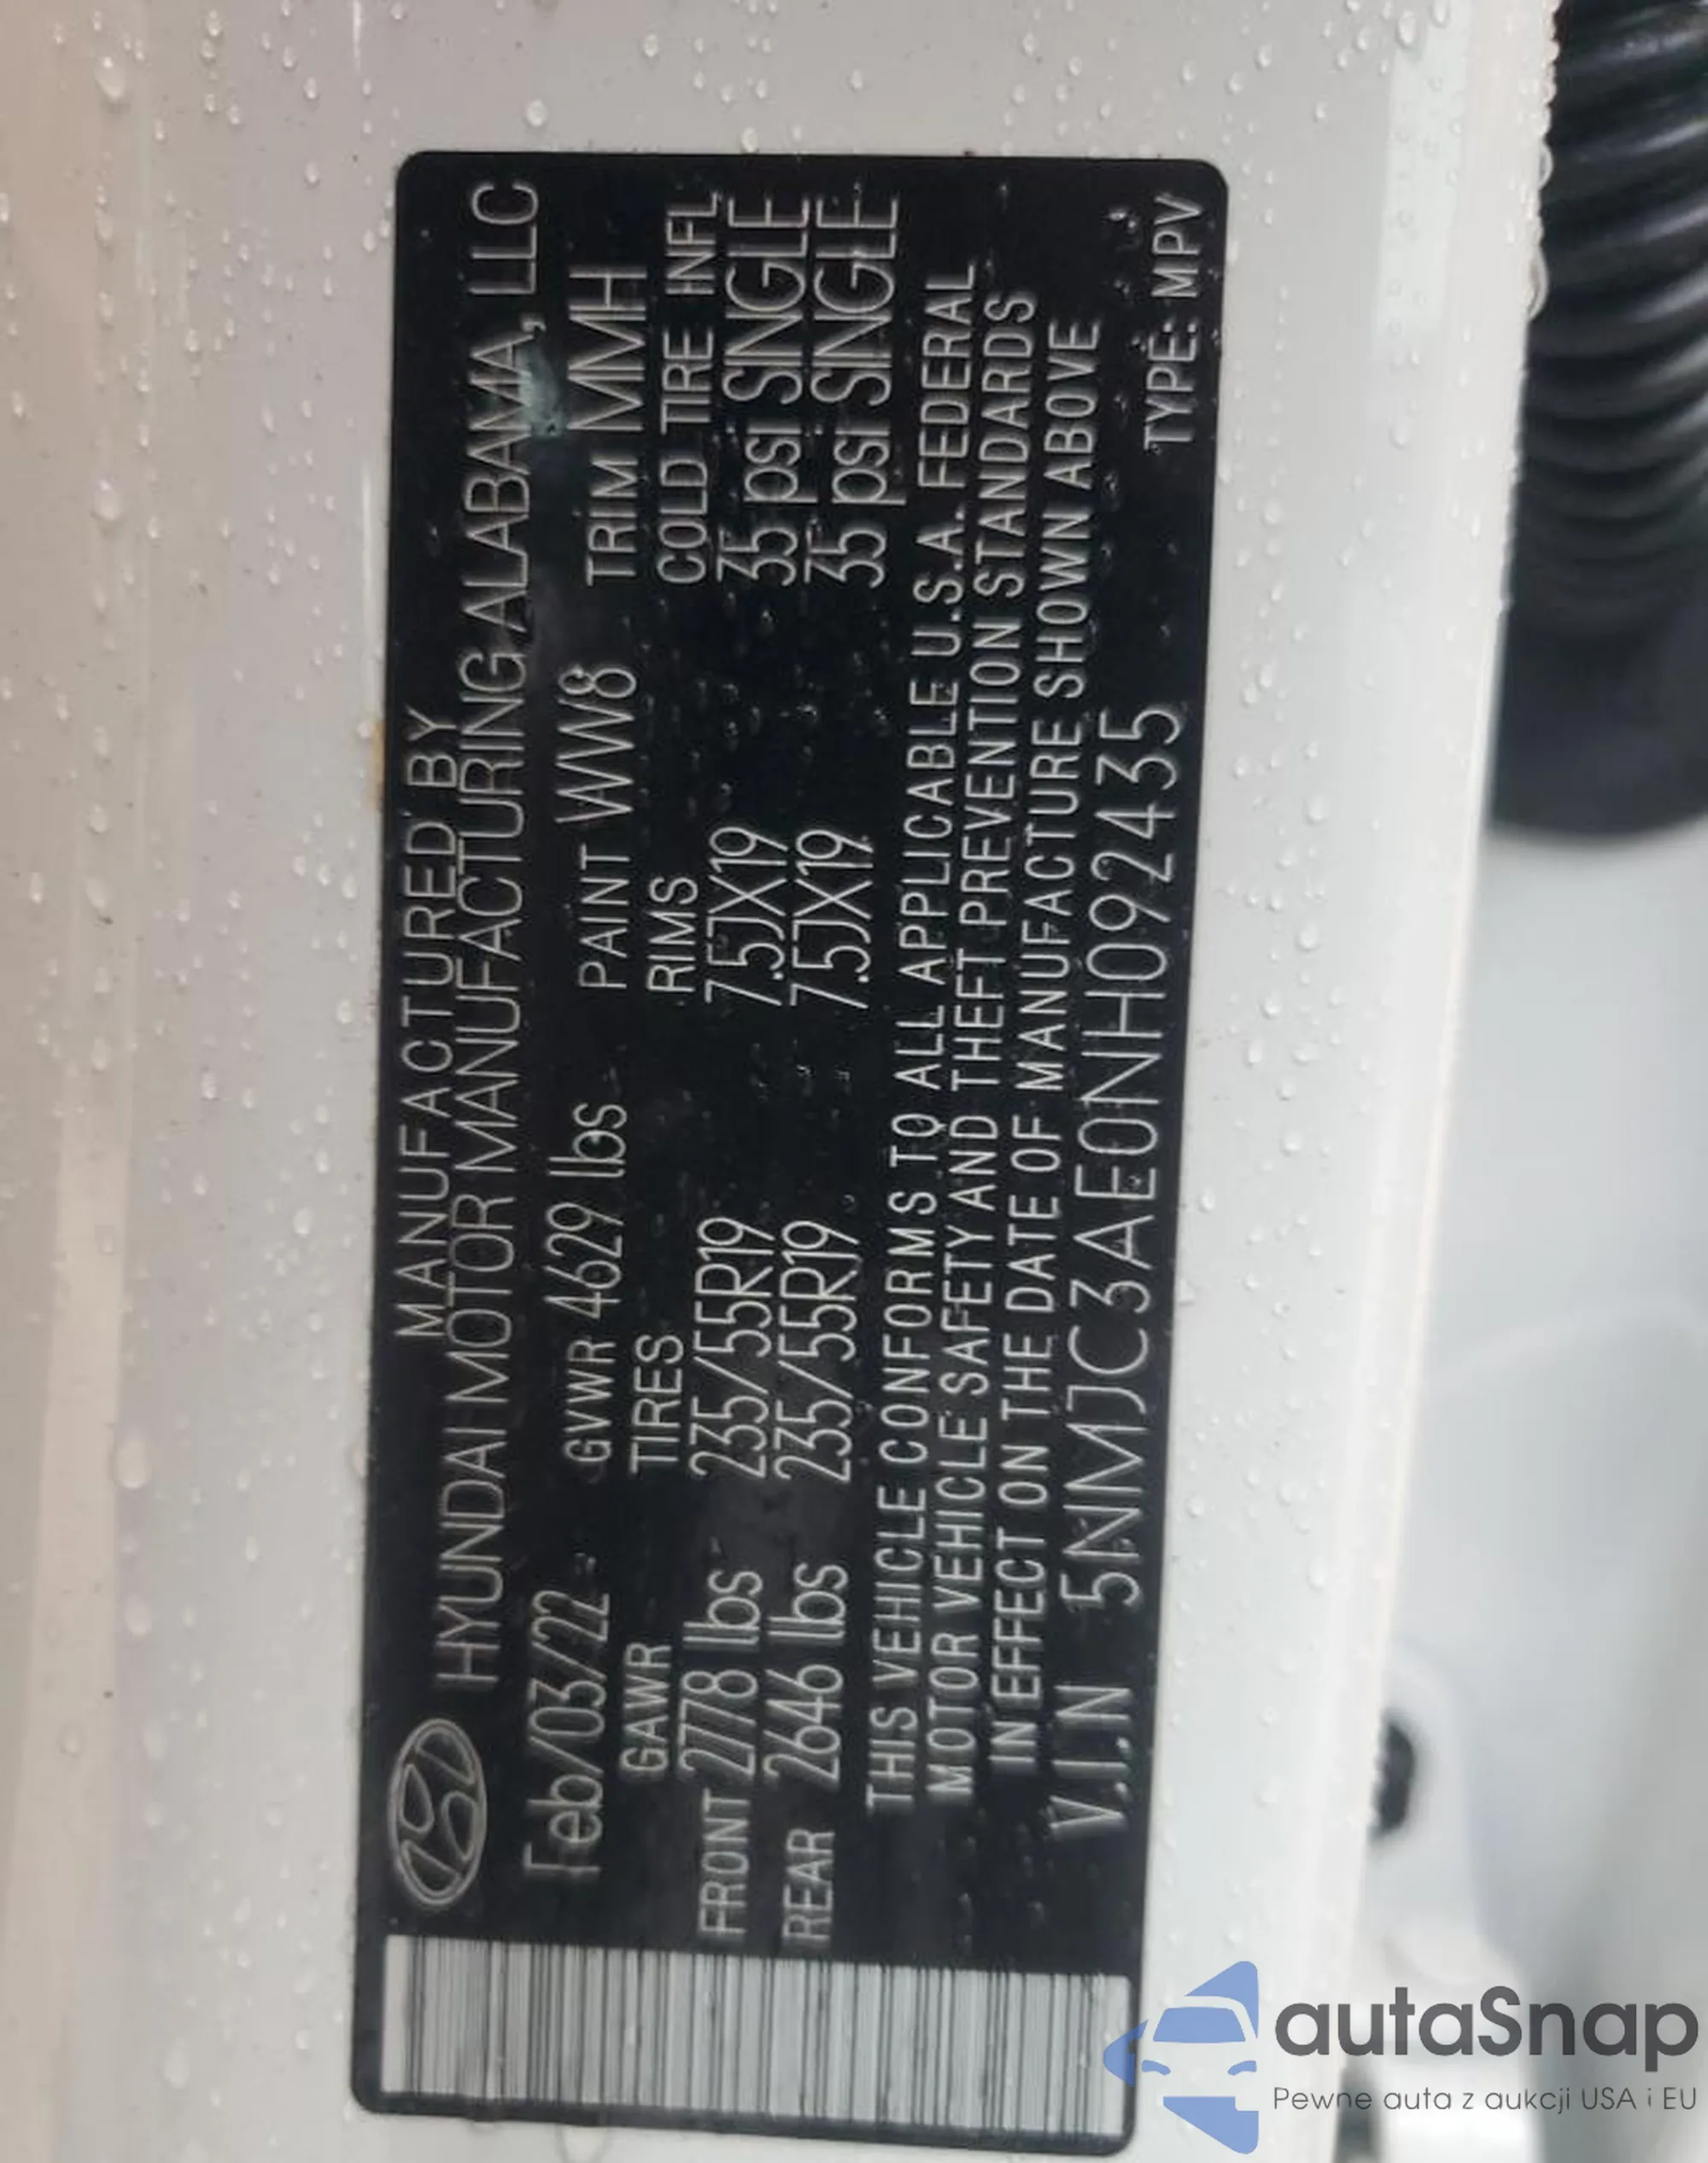 MANUFACTURED BY
HYUNDAI MOTOR MANUFACTURING ALABAMA, LLC
Feb/03/22 GVWR 4629 lbs PAINT WW8 TRIM MMH
GAWR TIRES RIMS COLD TIRE INFL
FRONT 2778 lbs 235/55R19 7.5JX19 35 psi SINGLE
REAR 2646 lbs 235/55R19 7.5JX19 35 psi SINGLE
THIS VEHICLE CONFORMS TO ALL APPLICABLE U.S.A. FEDERAL
MOTOR VEHICLE SAFETY AND THEFT PREVENTION STANDARDS
IN EFFECT ON THE DATE OF MANUFACTURE SHOWN ABOVE
V.I.N 5NMJC3AE0NH092435 TYPE: MPV
autaSnap
Pewne auta z aukcji USA i EU